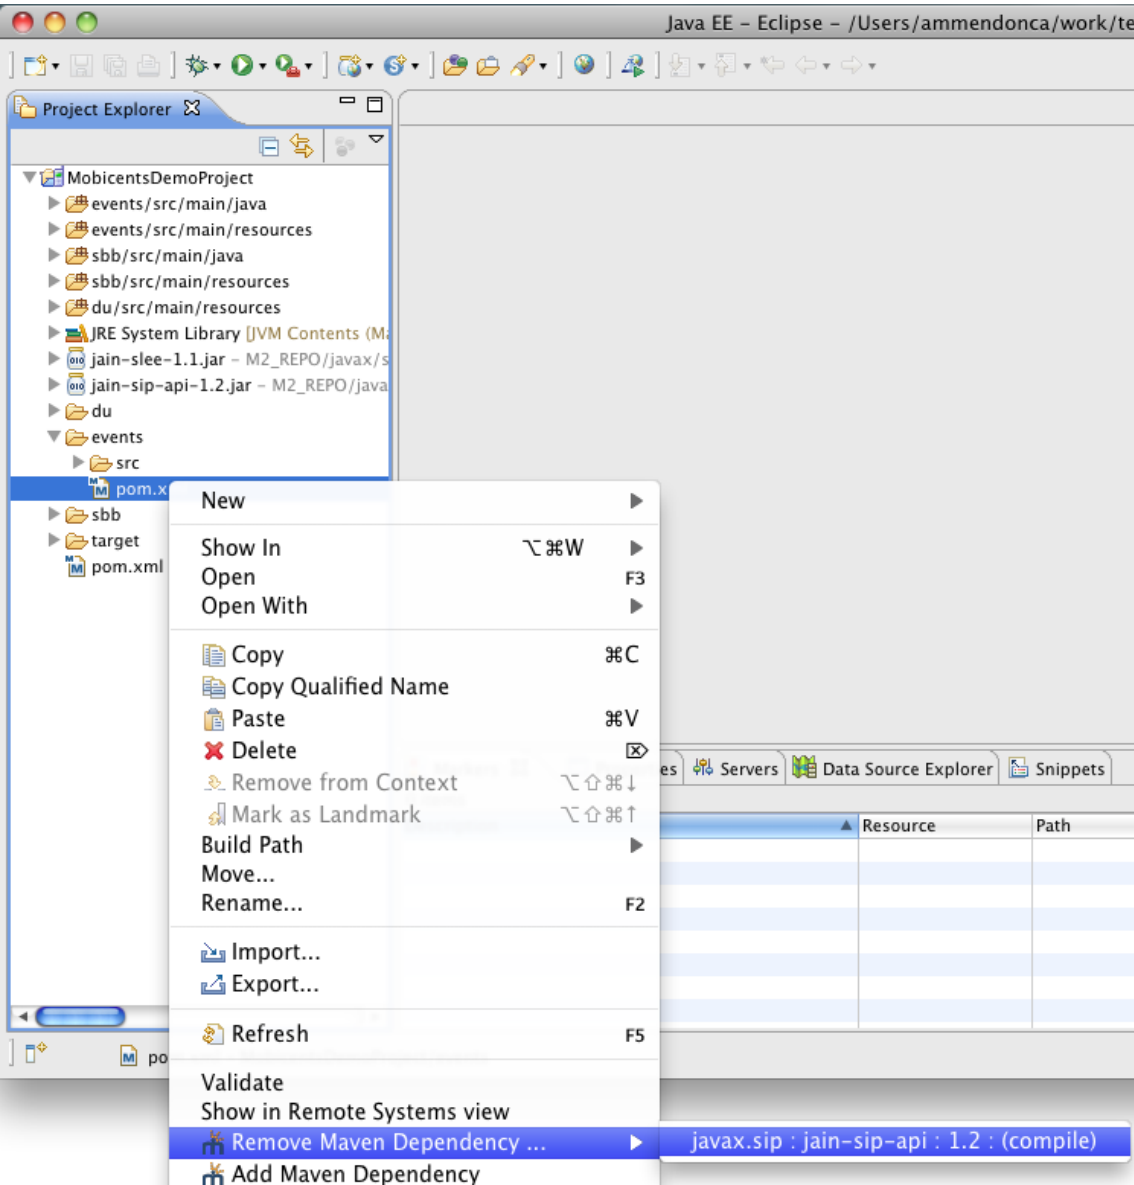 Java EE – Eclipse – /Users/ammendonca/work/te
Project Explorer
MobicentsDemoProject
events/src/main/java
events/src/main/resources
sbb/src/main/java
sbb/src/main/resources
du/src/main/resources
JRE System Library [JVM Contents (Ma
jain-slee-1.1.jar – M2_REPO/javax/s
jain-sip-api-1.2.jar – M2_REPO/java
du
events
src
pom.x
sbb
target
pom.xml
New
Show In ⌥⌘W
Open F3
Open With
Copy ⌘C
Copy Qualified Name
Paste ⌘V
Delete ⌦
Remove from Context ⌥⇧⌘↓
Mark as Landmark ⌥⇧⌘↑
Build Path
Move...
Rename... F2
Import...
Export...
Refresh F5
Validate
Show in Remote Systems view
Remove Maven Dependency ...
Add Maven Dependency
javax.sip : jain-sip-api : 1.2 : (compile)
es Servers Data Source Explorer Snippets
Resource Path
po